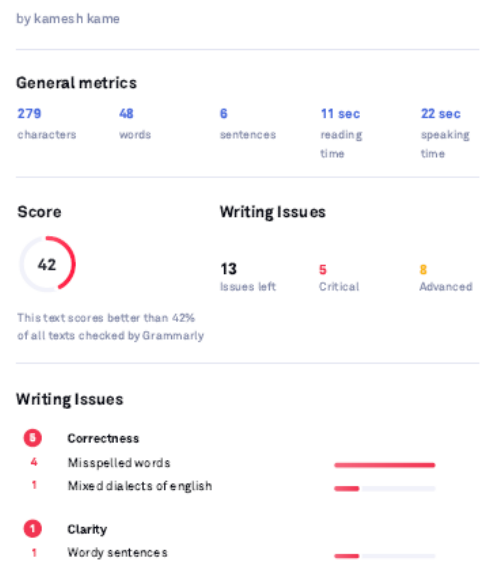 by kamesh kame
General metrics
279 48 6 11 sec 22 sec
characters words sentences reading time speaking time
Score Writing Issues
42
13 5 8
Issues left Critical Advanced
This text scores better than 42%
of all texts checked by Grammarly
Writing Issues
5 Correctness
4 Misspelled words
1 Mixed dialects of english
1 Clarity
1 Wordy sentences